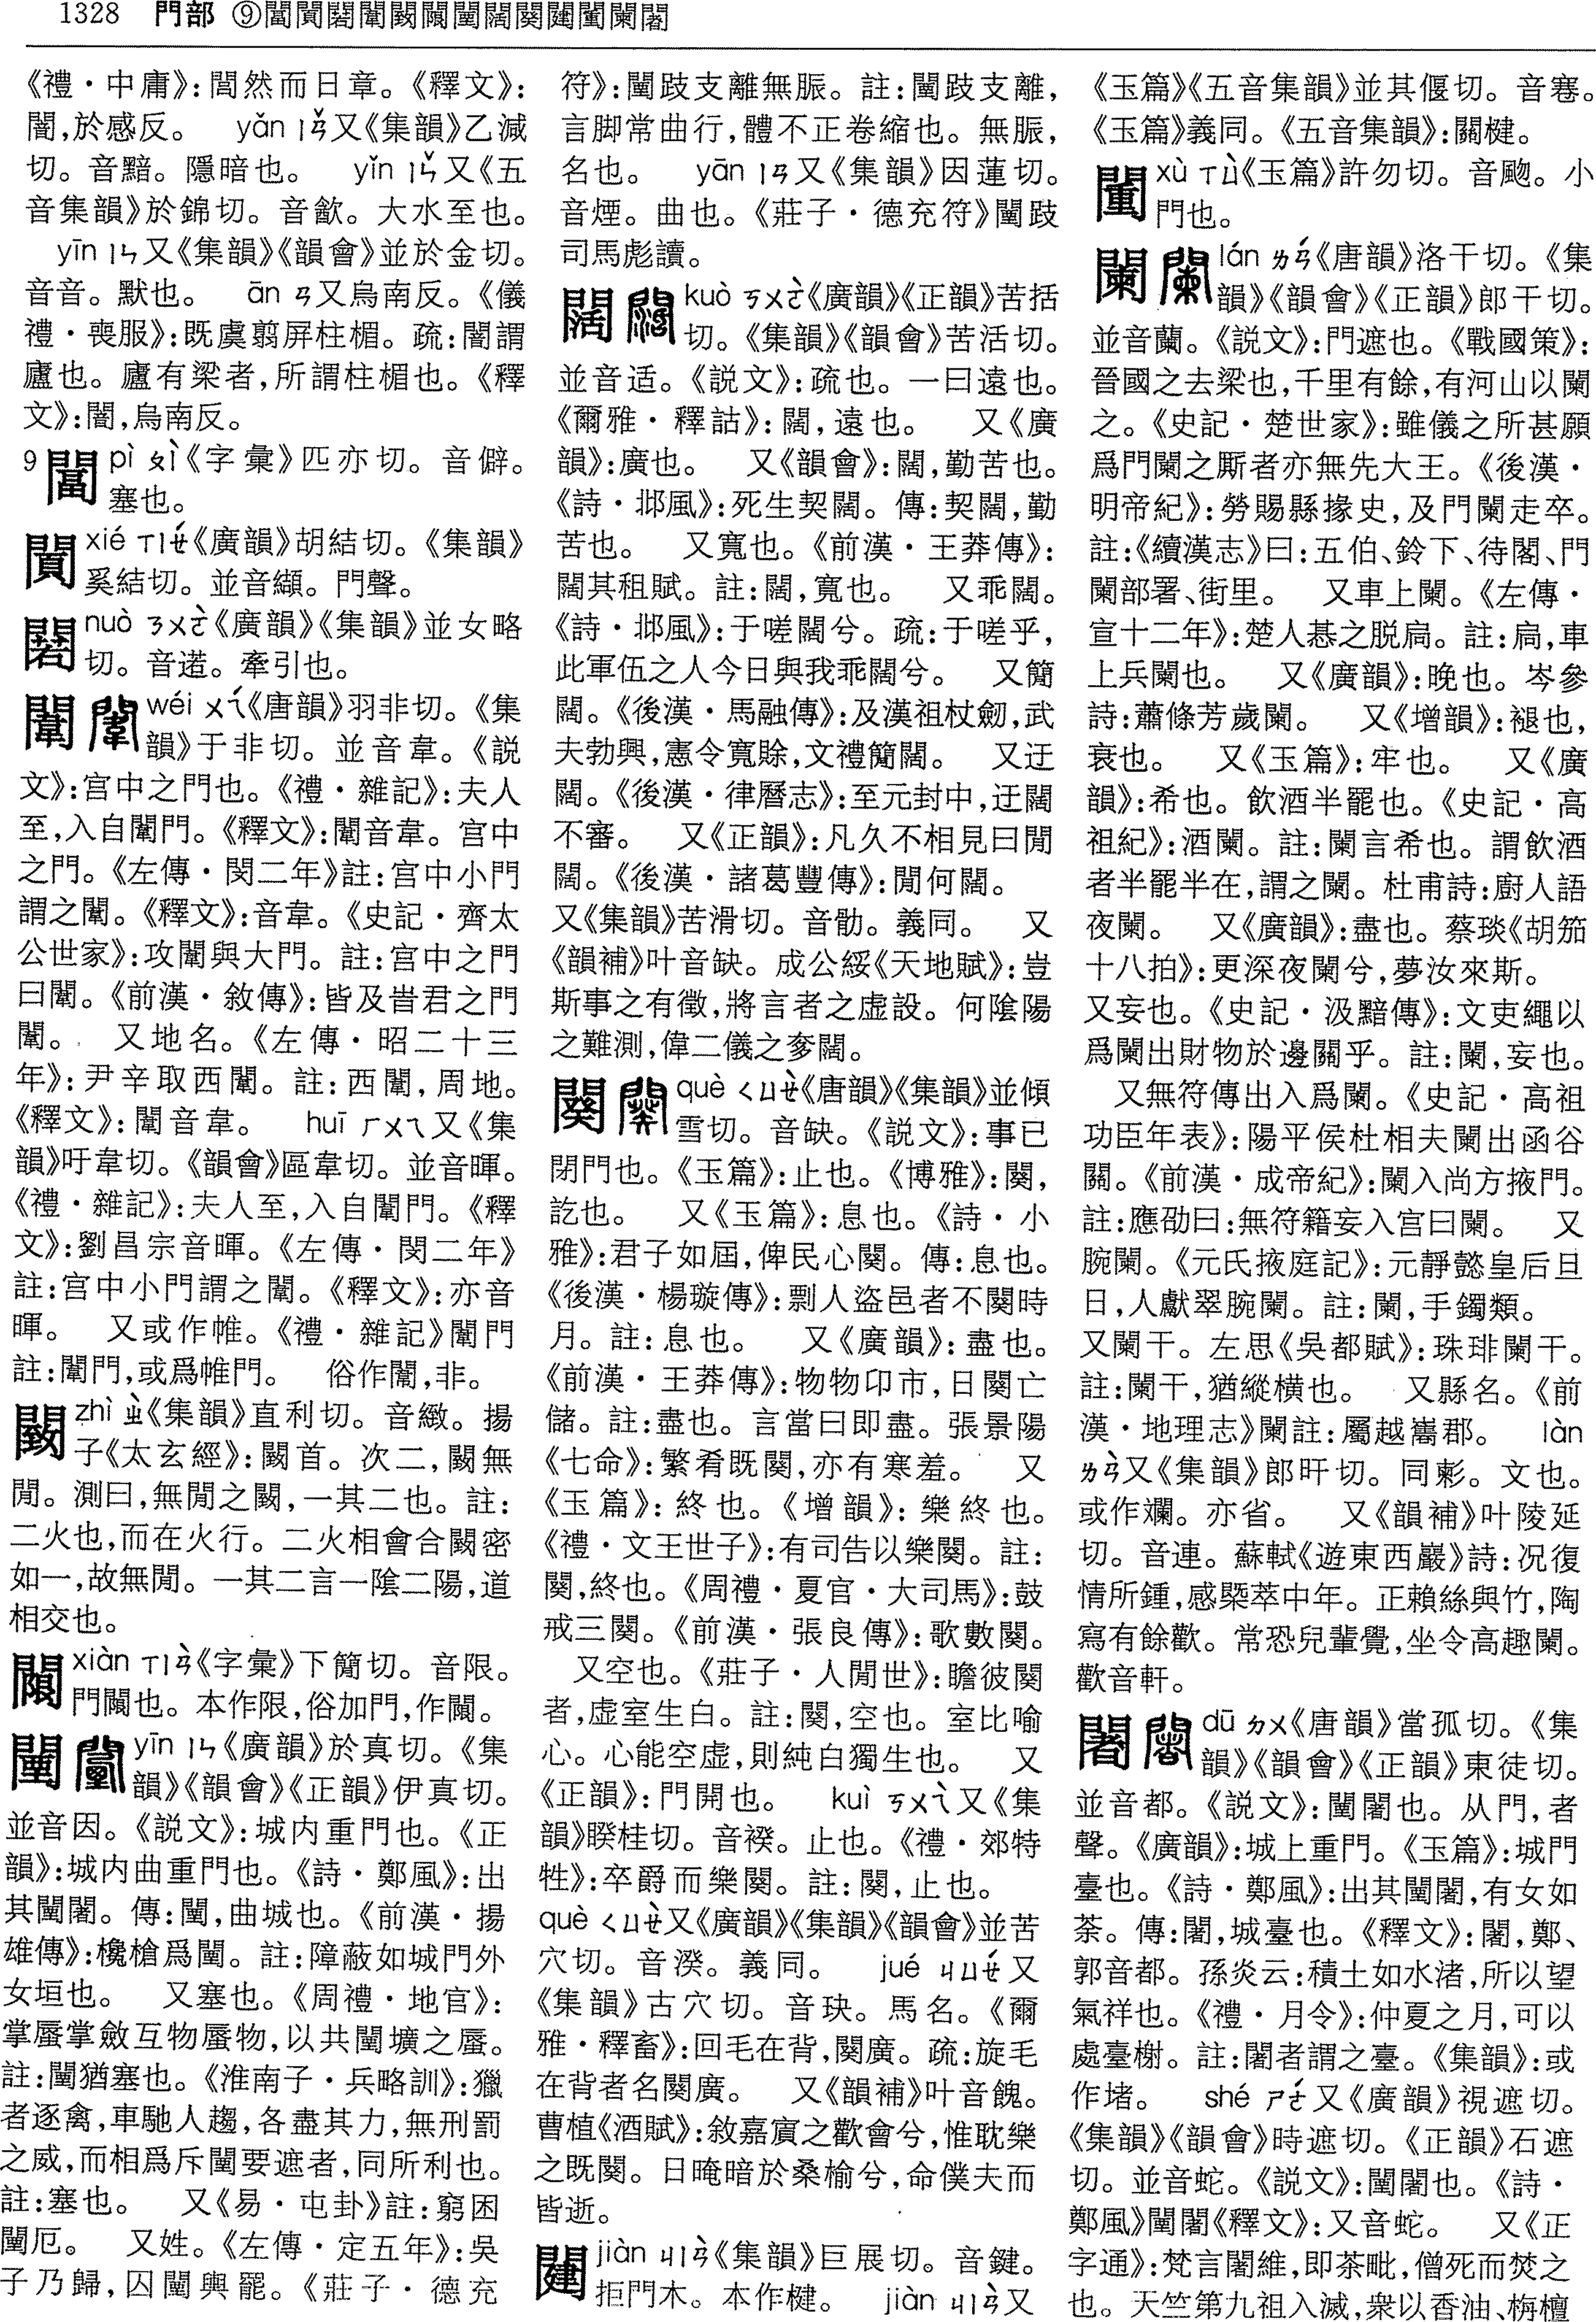 1328 門部 ⑨闏䦖䦍闈䦯䦘闉闊闋䦛䦗闌闍
《禮·中庸》：闇然而日章。《釋文》：
闇，於感反。 yǎn ㄧㄢˇ又《集韻》乙減
切。音黯。隱暗也。 yǐn ㄧㄣˇ又《五
音集韻》於錦切。音飮。大水至也。
yīn ㄧㄣ又《集韻》《韻會》並於金切。
音音。默也。 ān ㄢ又烏南反。《儀
禮·喪服》：既虞翦屏柱楣。疏：闇謂
廬也。廬有梁者，所謂柱楣也。《釋
文》：闇，烏南反。
9 pì ㄆㄧˋ《字彙》匹亦切。音僻。
塞也。
xié ㄒㄧㄝˊ《廣韻》胡結切。《集韻》
奚結切。並音纈。門聲。
nuò ㄋㄨㄛˋ《廣韻》《集韻》並女略
切。音逽。牽引也。
闈 wéi ㄨㄟˊ《唐韻》羽非切。《集
韻》于非切。並音韋。《説
文》：宫中之門也。《禮·雜記》：夫人
至，入自闈門。《釋文》：闈音韋。宫中
之門。《左傳·閔二年》註：宫中小門
謂之闈。《釋文》：音韋。《史記·齊太
公世家》：攻闈與大門。註：宫中之門
曰闈。《前漢·敘傳》：皆及旹君之門
闈。 又地名。《左傳·昭二十三
年》：尹辛取西闈。註：西闈，周地。
《釋文》：闈音韋。 huī ㄏㄨㄟ又《集
韻》吁韋切。《韻會》區韋切。並音暉。
《禮·雜記》：夫人至，入自闈門。《釋
文》：劉昌宗音暉。《左傳·閔二年》
註：宫中小門謂之闈。《釋文》：亦音
暉。 又或作帷。《禮·雜記》闈門
註：闈門，或爲帷門。 俗作闈，非。
zhì ㄓˋ《集韻》直利切。音緻。揚
子《太玄經》：䦯首。次二，䦯無
閒。測曰，無閒之䦯，一其二也。註：
二火也，而在火行。二火相會合䦯密
如一，故無閒。一其二言一陰二陽，道
相交也。
xiàn ㄒㄧㄢˋ《字彙》下簡切。音限。
門閾也。本作限，俗加門，作䦘。
闉 yīn ㄧㄣ《廣韻》於真切。《集
韻》《韻會》《正韻》伊真切。
並音因。《説文》：城内重門也。《正
韻》：城内曲重門也。《詩·鄭風》：出
其闉闍。傳：闉，曲城也。《前漢·揚
雄傳》：欃槍爲闉。註：障蔽如城門外
女垣也。 又塞也。《周禮·地官》：
掌蜃掌斂互物蜃物，以共闉壙之蜃。
註：闉猶塞也。《淮南子·兵略訓》：獵
者逐禽，車馳人趨，各盡其力，無刑罰
之威，而相爲斥闉要遮者，同所利也。
註：塞也。 又《易·屯卦》註：窮困
闉厄。 又姓。《左傳·定五年》：吳
子乃歸，囚闉輿罷。《莊子·德充
符》：闉跂支離無脤。註：闉跂支離，
言脚常曲行，體不正卷縮也。無脤，
名也。 yān ㄧㄢ又《集韻》因蓮切。
音煙。曲也。《莊子·德充符》闉跂
司馬彪讀。
闊 kuò ㄎㄨㄛˋ《廣韻》《正韻》苦括
切。《集韻》《韻會》苦活切。
並音适。《説文》：疏也。一曰遠也。
《爾雅·釋詁》：闊，遠也。 又《廣
韻》：廣也。 又《韻會》：闊，勤苦也。
《詩·邶風》：死生契闊。傳：契闊，勤
苦也。 又寬也。《前漢·王莽傳》：
闊其租賦。註：闊，寬也。 又乖闊。
《詩·邶風》：于嗟闊兮。疏：于嗟乎，
此軍伍之人今日與我乖闊兮。 又簡
闊。《後漢·馬融傳》：及漢祖杖劒，武
夫勃興，憲令寬賒，文禮簡闊。 又迂
闊。《後漢·律曆志》：至元封中，迂闊
不審。 又《正韻》：凡久不相見曰閒
闊。《後漢·諸葛豐傳》：閒何闊。
又《集韻》苦滑切。音骱。義同。 又
《韻補》叶音缺。成公綏《天地賦》：豈
斯事之有徵，將言者之虚設。何陰陽
之難測，偉二儀之奓闊。
闋 què ㄑㄩㄝˋ《唐韻》《集韻》並傾
雪切。音缺。《説文》：事已
閉門也。《玉篇》：止也。《博雅》：闋，
訖也。 又《玉篇》：息也。《詩·小
雅》：君子如屆，俾民心闋。傳：息也。
《後漢·楊璇傳》：剽人盜邑者不闋時
月。註：息也。 又《廣韻》：盡也。
《前漢·王莽傳》：物物卬市，日闋亡
儲。註：盡也。言當日即盡。張景陽
《七命》：繁肴既闋，亦有寒羞。 又
《玉篇》：終也。《增韻》：樂終也。
《禮·文王世子》：有司告以樂闋。註：
闋，終也。《周禮·夏官·大司馬》：鼓
戒三闋。《前漢·張良傳》：歌數闋。
又空也。《莊子·人閒世》：瞻彼闋
者，虚室生白。註：闋，空也。室比喻
心。心能空虚，則純白獨生也。 又
《正韻》：門開也。 kuì ㄎㄨㄟˋ又《集
韻》睽桂切。音䙆。止也。《禮·郊特
牲》：卒爵而樂闋。註：闋，止也。
què ㄑㄩㄝˋ又《廣韻》《集韻》《韻會》並苦
穴切。音湀。義同。 jué ㄐㄩㄝˊ又
《集韻》古穴切。音玦。馬名。《爾
雅·釋畜》：回毛在背，闋廣。疏：旋毛
在背者名闋廣。 又《韻補》叶音餽。
曹植《酒賦》：敘嘉賓之歡會兮，惟耽樂
之既闋。日晻暗於桑榆兮，命僕夫而
皆逝。
jiàn ㄐㄧㄢˋ《集韻》巨展切。音鍵。
拒門木。本作楗。 jiàn ㄐㄧㄢˋ又
《玉篇》《五音集韻》並其偃切。音寋。
《玉篇》義同。《五音集韻》：關楗。
xù ㄒㄩˋ《玉篇》許勿切。音颮。小
門也。
闌 lán ㄌㄢˊ《唐韻》洛干切。《集
韻》《韻會》《正韻》郎干切。
並音蘭。《説文》：門遮也。《戰國策》：
晉國之去梁也，千里有餘，有河山以闌
之。《史記·楚世家》：雖儀之所甚願
爲門闌之厮者亦無先大王。《後漢·
明帝紀》：勞賜縣掾史，及門闌走卒。
註：《續漢志》曰：五伯、鈴下、待閣、門
闌部署、街里。 又車上闌。《左傳·
宣十二年》：楚人惎之脱扃。註：扃，車
上兵闌也。 又《廣韻》：晚也。岑參
詩：蕭條芳歲闌。 又《增韻》：褪也，
衰也。 又《玉篇》：牢也。 又《廣
韻》：希也。飲酒半罷也。《史記·高
祖紀》：酒闌。註：闌言希也。謂飲酒
者半罷半在，謂之闌。杜甫詩：廚人語
夜闌。 又《廣韻》：盡也。蔡琰《胡笳
十八拍》：更深夜闌兮，夢汝來斯。
又妄也。《史記·汲黯傳》：文吏繩以
爲闌出財物於邊關乎。註：闌，妄也。
又無符傳出入爲闌。《史記·高祖
功臣年表》：陽平侯杜相夫闌出函谷
關。《前漢·成帝紀》：闌入尚方掖門。
註：應劭曰：無符籍妄入宫曰闌。 又
腕闌。《元氏掖庭記》：元靜懿皇后旦
日，人獻翠腕闌。註：闌，手鐲類。
又闌干。左思《吳都賦》：珠琲闌干。
註：闌干，猶縱横也。 又縣名。《前
漢·地理志》闌註：屬越巂郡。 làn
ㄌㄢˋ又《集韻》郎旰切。同㓓。文也。
或作斕。亦省。 又《韻補》叶陵延
切。音連。蘇軾《遊東西巖》詩：况復
情所鍾，感槩萃中年。正賴絲與竹，陶
寫有餘歡。常恐兒輩覺，坐令高趣闌。
歡音軒。
闍 dū ㄉㄨ《唐韻》當孤切。《集
韻》《韻會》《正韻》東徒切。
並音都。《説文》：闉闍也。从門，者
聲。《廣韻》：城上重門。《玉篇》：城門
臺也。《詩·鄭風》：出其闉闍，有女如
荼。傳：闍，城臺也。《釋文》：闍，鄭、
郭音都。孫炎云：積土如水渚，所以望
氣祥也。《禮·月令》：仲夏之月，可以
處臺榭。註：闍者謂之臺。《集韻》：或
作堵。 shé ㄕㄜˊ又《廣韻》視遮切。
《集韻》《韻會》時遮切。《正韻》石遮
切。並音蛇。《説文》：闉闍也。《詩·
鄭風》闉闍《釋文》：又音蛇。 又《正
字通》：梵言闍維，即荼毗，僧死而焚之
也。天竺第九祖入滅，衆以香油、栴檀